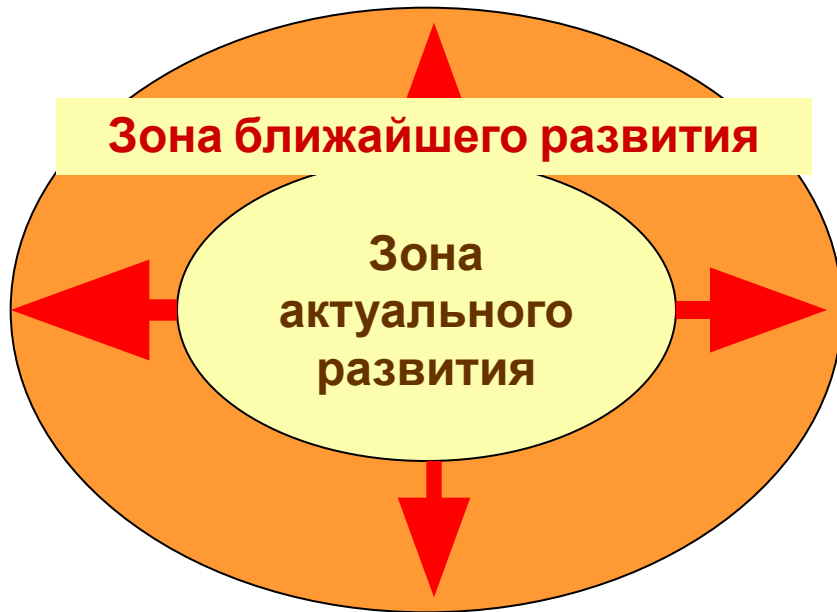 Зона ближайшего развития
Зона
актуального
развития